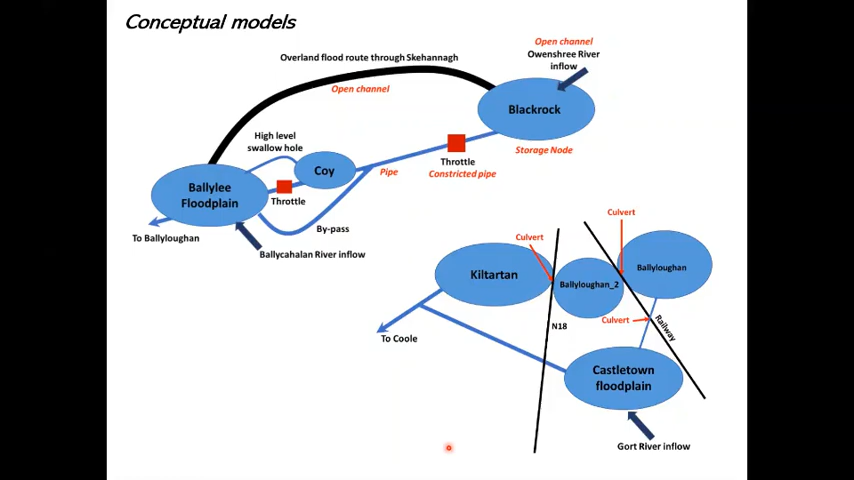 Conceptual models
Open channel
Owenshree River
inflow
Overland flood route through Skehannagh
Open channel
Blackrock
High level
swallow hole
Coy
Throttle
Constricted pipe
Storage Node
Pipe
Ballylee
Floodplain
Throttle
By-pass
To Ballyloughan
Ballycahalan River inflow
Culvert
Culvert
Kiltartan
Ballyloughan_2
Ballyloughan
Culvert
Railway
N18
To Coole
Castletown
floodplain
Gort River inflow